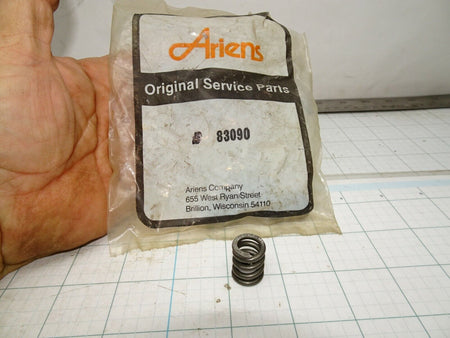 Ariens
Original Service Parts
83090
Ariens Company
655 West Ryan Street
Brillion, Wisconsin 54110